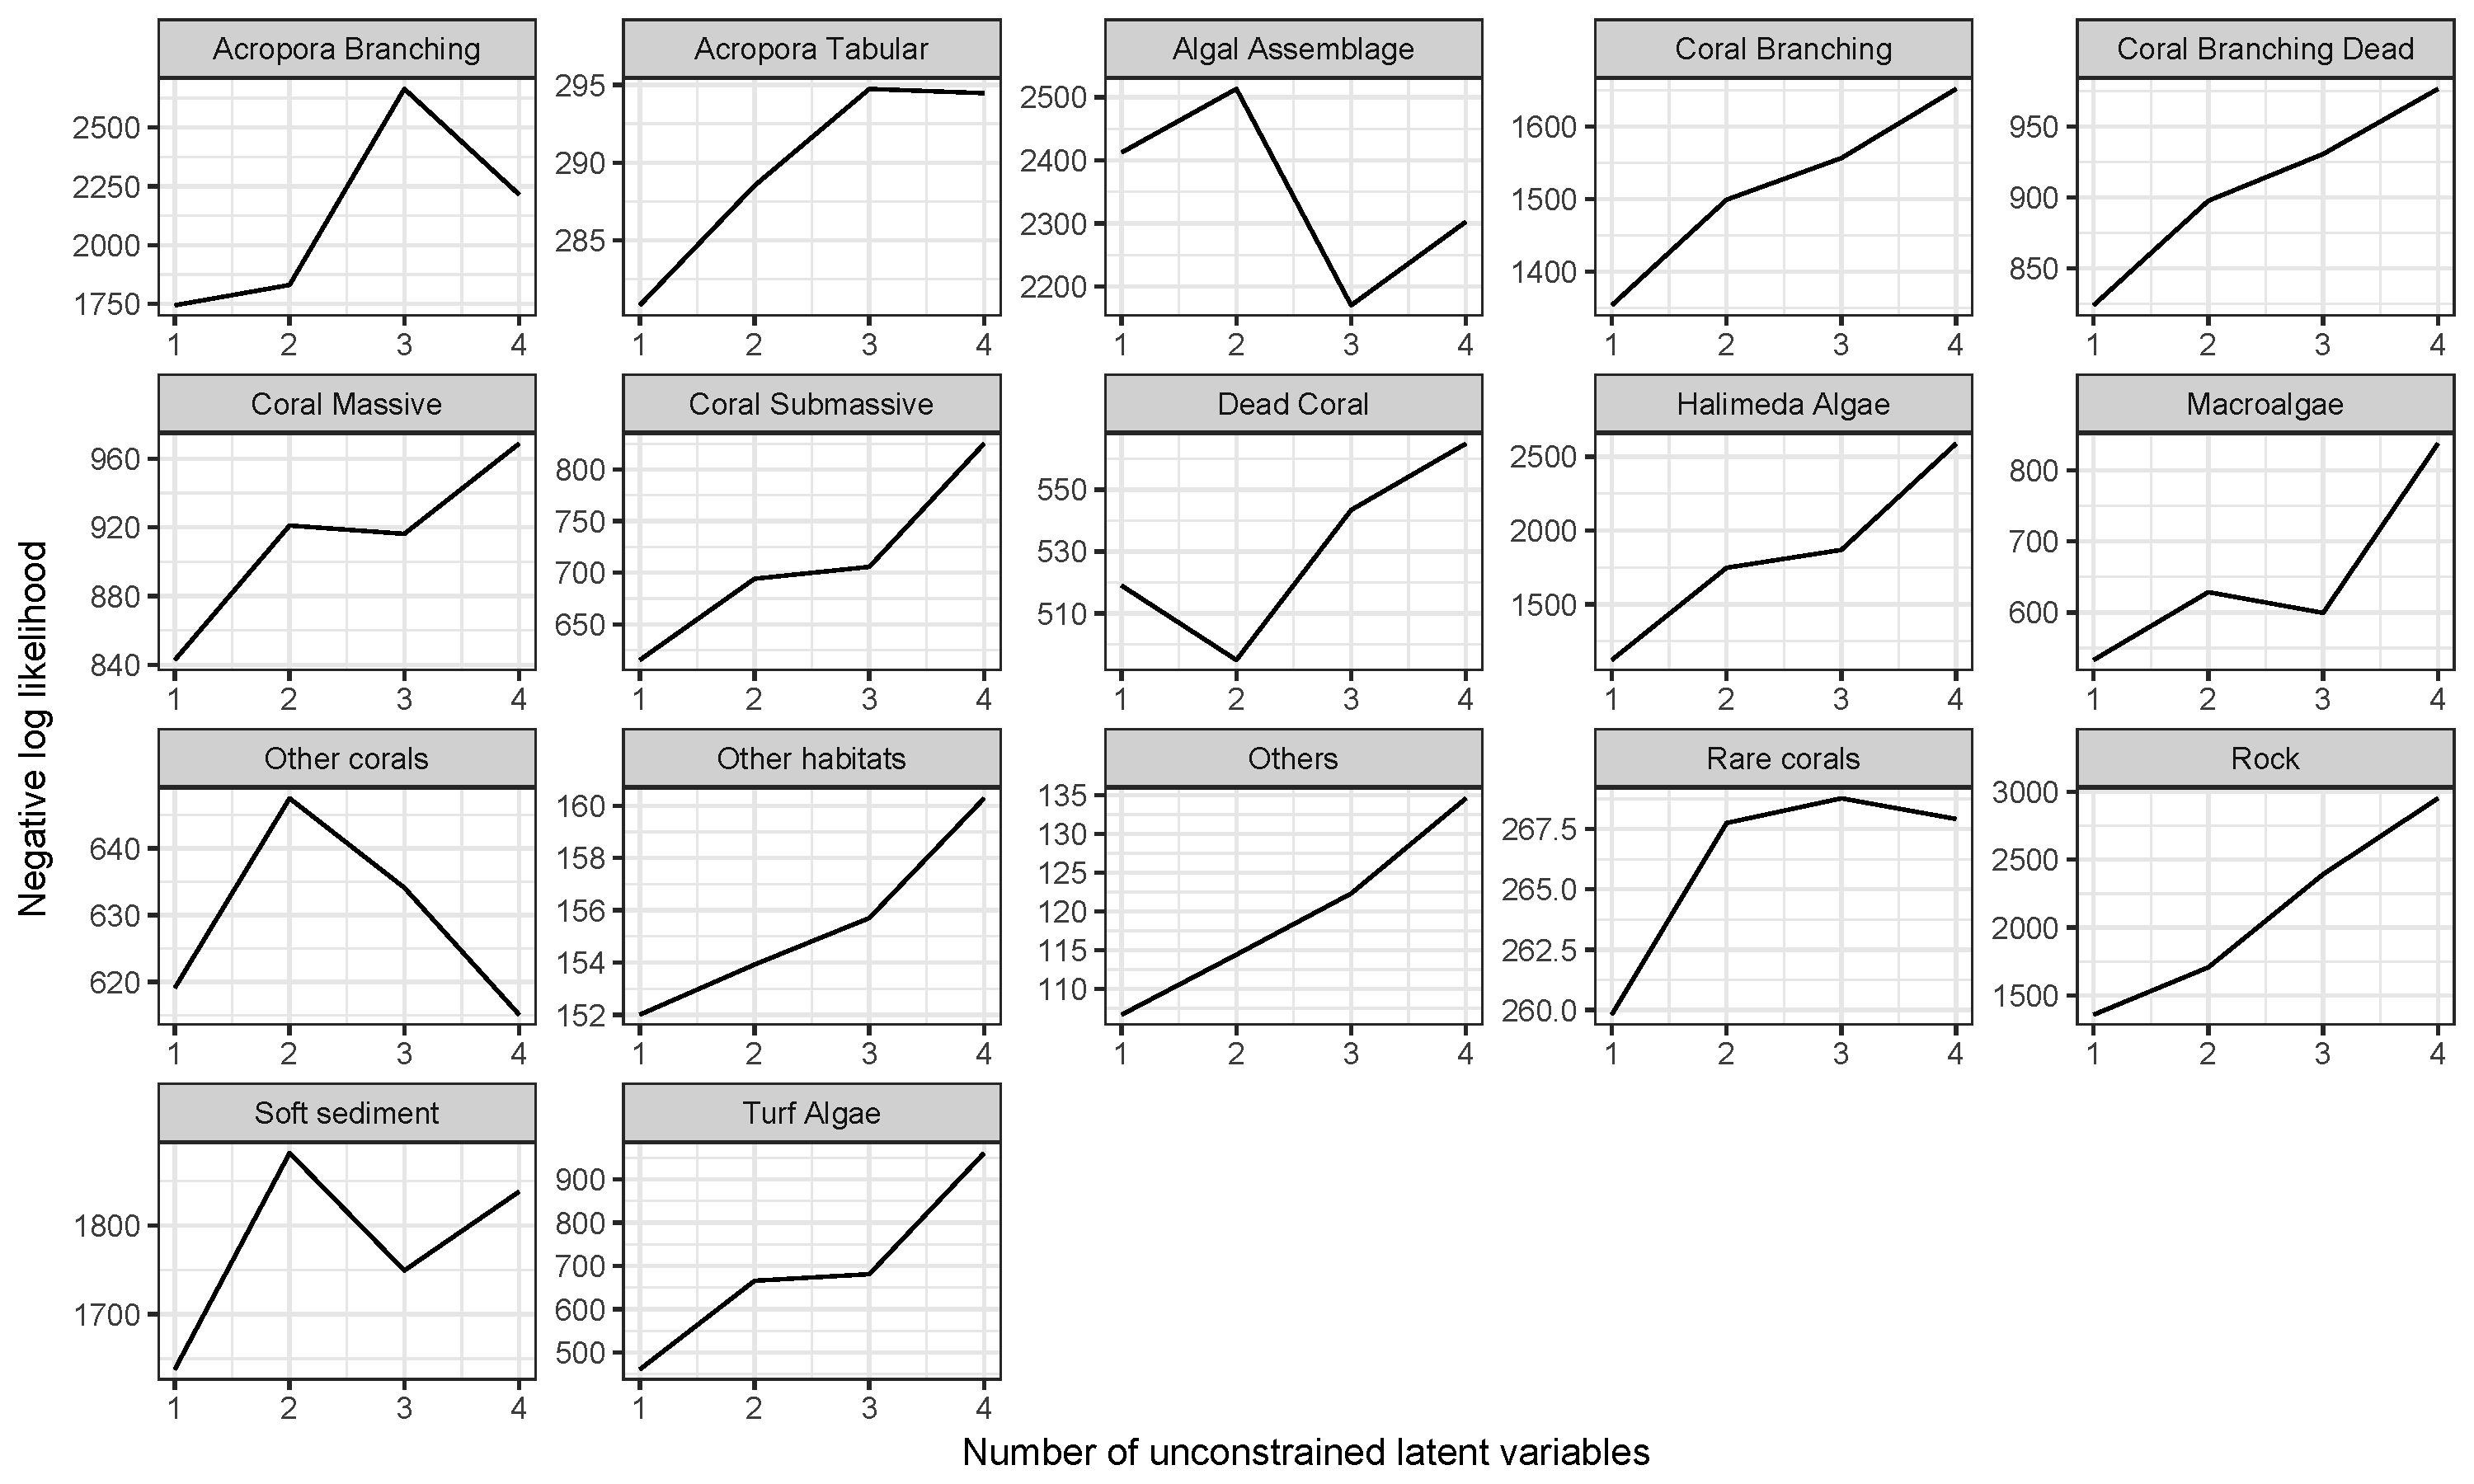 Acropora Branching
Acropora Tabular
Algal Assemblage
Coral Branching
Coral Branching Dead
2500
2250
2000
1750
1 2 3 4
295
290
285
1 2 3 4
2500
2400
2300
2200
1 2 3 4
1600
1500
1400
1 2 3 4
950
900
850
1 2 3 4
Coral Massive
Coral Submassive
Dead Coral
Halimeda Algae
Macroalgae
960
920
880
840
1 2 3 4
800
750
700
650
1 2 3 4
550
530
510
1 2 3 4
2500
2000
1500
1 2 3 4
800
700
600
1 2 3 4
Other corals
Other habitats
Others
Rare corals
Rock
640
630
620
1 2 3 4
160
158
156
154
152
1 2 3 4
135
130
125
120
115
110
1 2 3 4
267.5
265.0
262.5
260.0
1 2 3 4
3000
2500
2000
1500
1 2 3 4
Soft sediment
Turf Algae
1800
1700
1 2 3 4
900
800
700
600
500
1 2 3 4
Negative log likelihood
Number of unconstrained latent variables